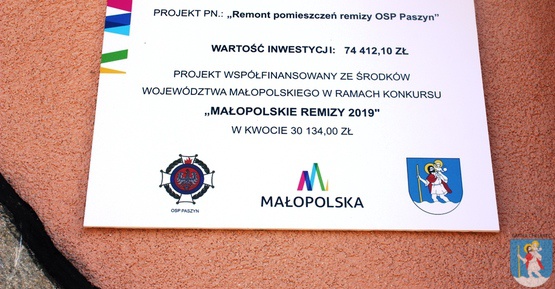 PROJEKT PN.: „Remont pomieszczeń remizy OSP Paszyn”
WARTOŚĆ INWESTYCJI: 74 412,10 ZŁ
PROJEKT WSPÓŁFINANSOWANY ZE ŚRODKÓW
WOJEWÓDZTWA MAŁOPOLSKIEGO W RAMACH KONKURSU
„MAŁOPOLSKIE REMIZY 2019"
W KWOCIE 30 134,00 ZŁ
OSP PASZYN
MAŁOPOLSKA